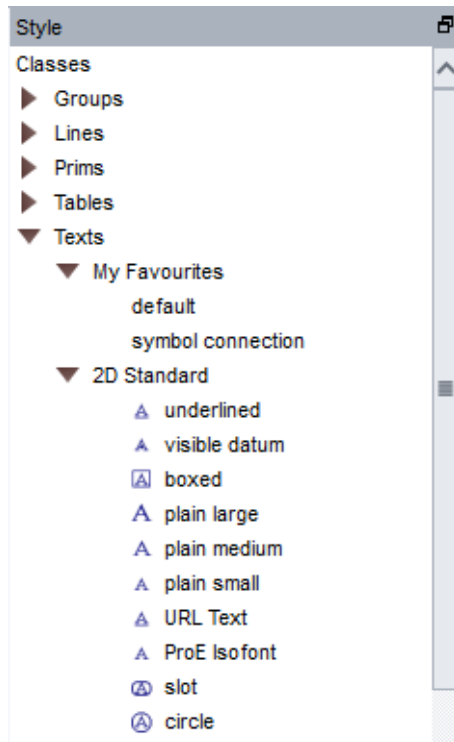 Style
Classes
Groups
Lines
Prims
Tables
Texts
My Favourites
default
symbol connection
2D Standard
underlined
visible datum
boxed
plain large
plain medium
plain small
URL Text
ProE Isofont
slot
circle